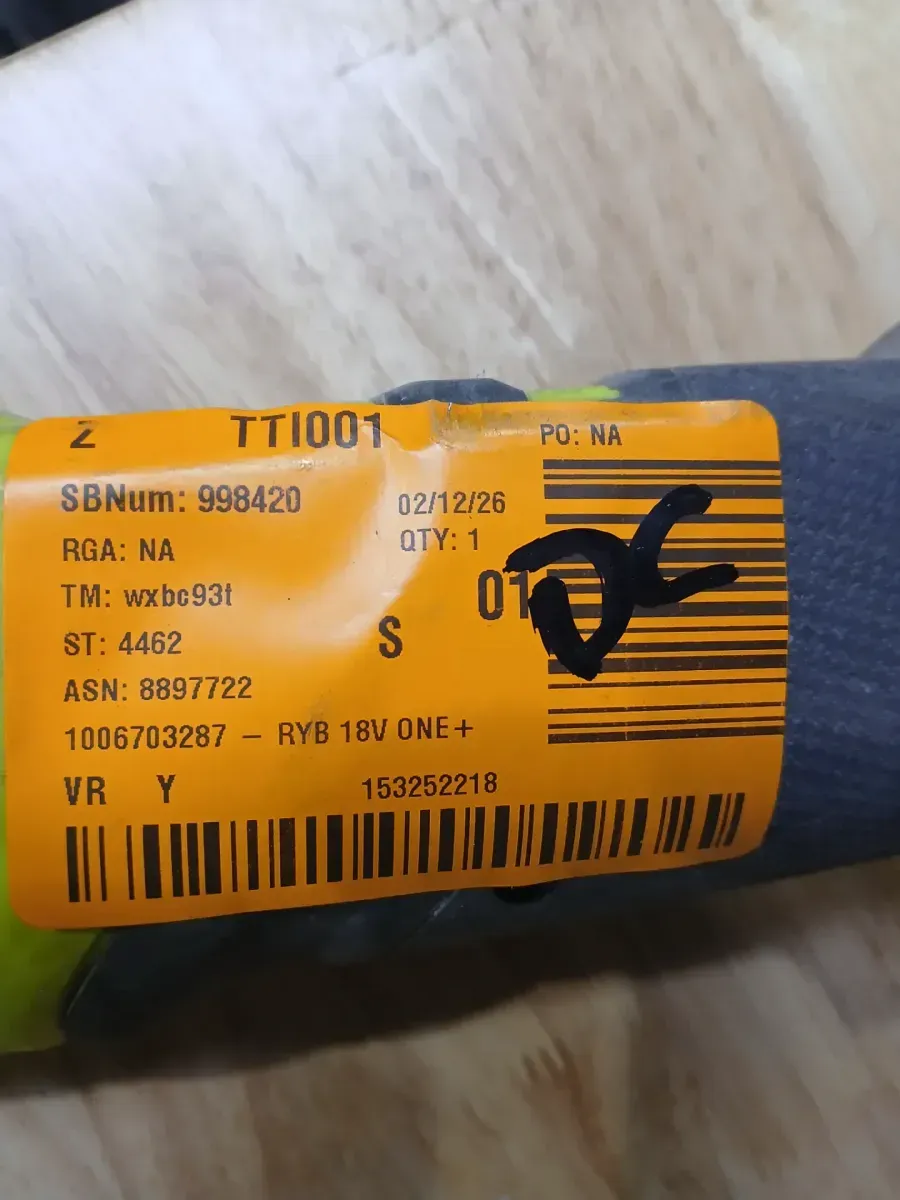 2 TTI001 PO: NA
SBNum: 998420 02/12/26
RGA: NA QTY: 1
TM: wxbc93t 01
ST: 4462 S
ASN: 8897722
1006703287 – RYB 18V ONE+
VR Y 153252218
DC